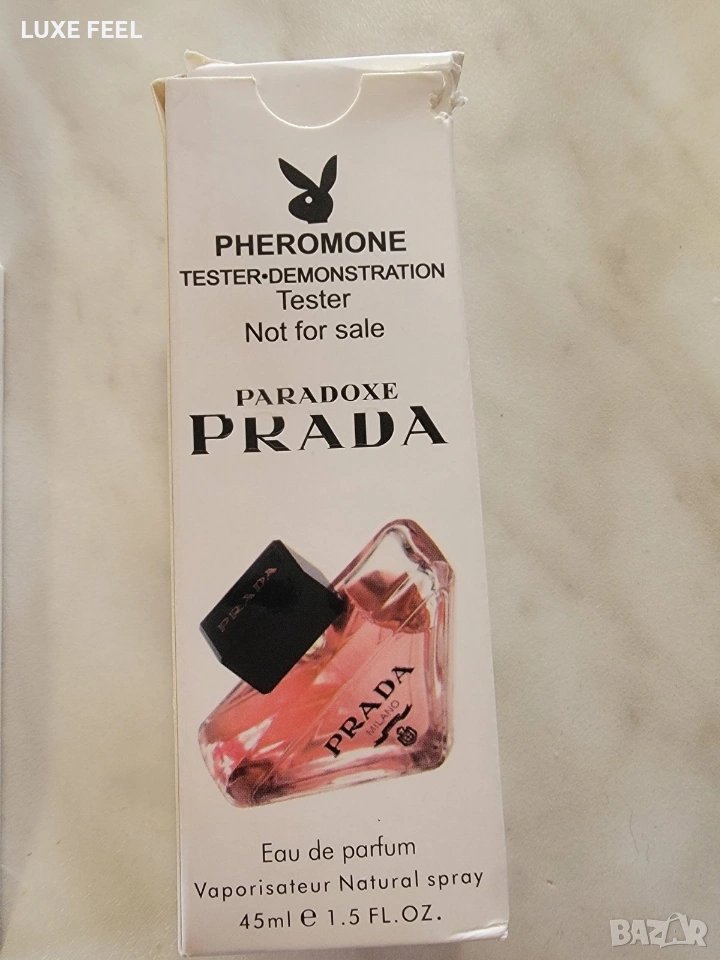 LUXE FEEL
PHEROMONE
TESTER•DEMONSTRATION
Tester
Not for sale
PARADOXE
PRADA
PRADA
PRADA
MILANO
Eau de parfum
Vaporisateur Natural spray
45ml e 1.5 FL.OZ.
BAZAR